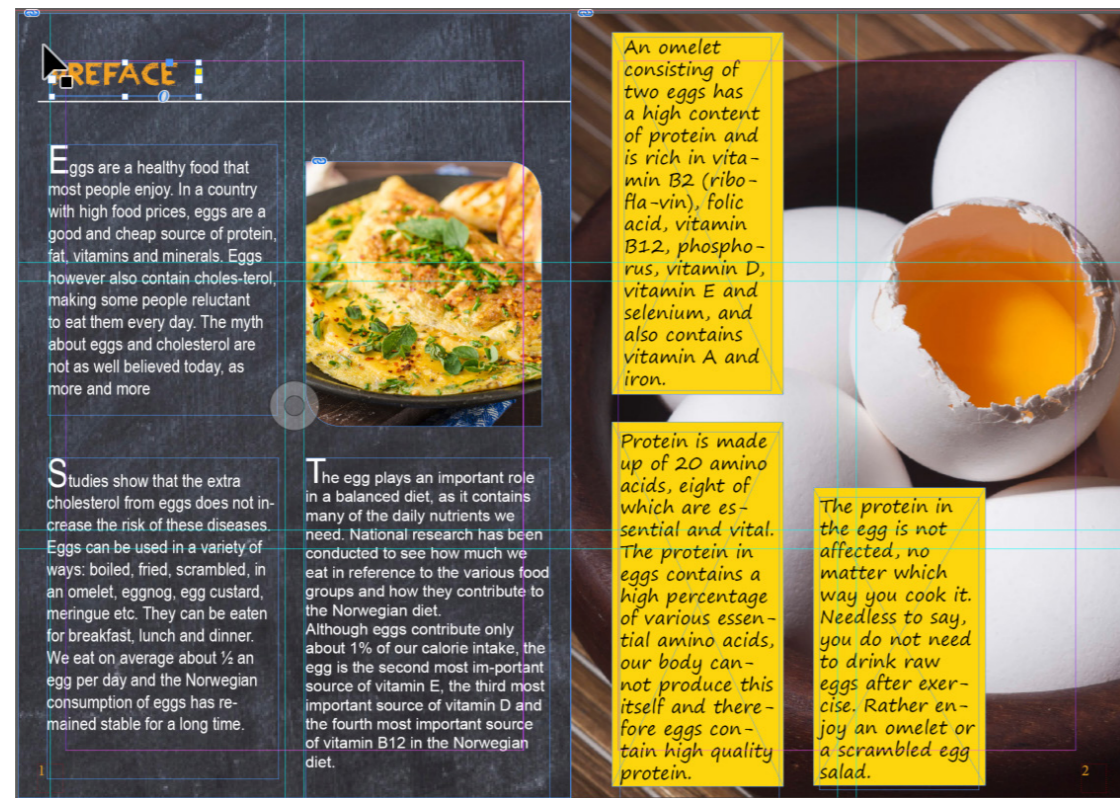 PREFACE
Eggs are a healthy food that
most people enjoy. In a country
with high food prices, eggs are a
good and cheap source of protein,
fat, vitamins and minerals. Eggs
however also contain choles-terol,
making some people reluctant
to eat them every day. The myth
about eggs and cholesterol are
not as well believed today, as
more and more
Studies show that the extra
cholesterol from eggs does not in-
crease the risk of these diseases.
Eggs can be used in a variety of
ways: boiled, fried, scrambled, in
an omelet, eggnog, egg custard,
meringue etc. They can be eaten
for breakfast, lunch and dinner.
We eat on average about ½ an
egg per day and the Norwegian
consumption of eggs has re-
mained stable for a long time.
The egg plays an important role
in a balanced diet, as it contains
many of the daily nutrients we
need. National research has been
conducted to see how much we
eat in reference to the various food
groups and how they contribute to
the Norwegian diet.
Although eggs contribute only
about 1% of our calorie intake, the
egg is the second most im-portant
source of vitamin E, the third most
important source of vitamin D and
the fourth most important source
of vitamin B12 in the Norwegian
diet.
1
An omelet
consisting of
two eggs has
a high content
of protein and
is rich in vita-
min B2 (ribo-
fla-vin), folic
acid, vitamin
B12, phospho-
rus, vitamin D,
vitamin E and
selenium, and
also contains
vitamin A and
iron.
Protein is made
up of 20 amino
acids, eight of
which are es-
sential and vital.
The protein in
eggs contains a
high percentage
of various essen-
tial amino acids,
our body can-
not produce this
itself and there-
fore eggs con-
tain high quality
protein.
The protein in
the egg is not
affected, no
matter which
way you cook it.
Needless to say,
you do not need
to drink raw
eggs after exer-
cise. Rather en-
joy an omelet or
a scrambled egg
salad.
2